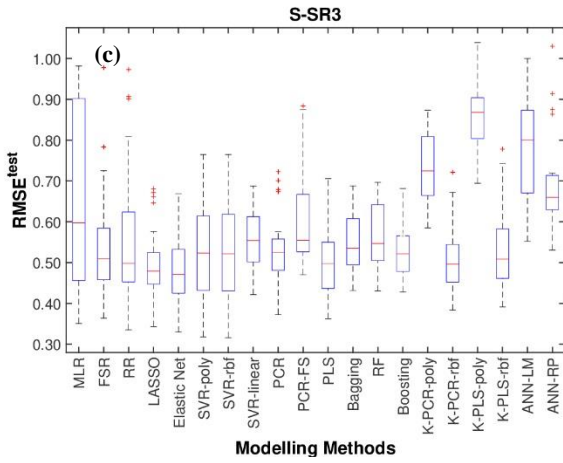 S-SR3
(c)
RMSE^test
1.00
0.90
0.80
0.70
0.60
0.50
0.40
0.30
MLR
FSR
RR
LASSO
Elastic Net
SVR-poly
SVR-rbf
SVR-linear
PCR
PCR-FS
PLS
Bagging
RF
Boosting
K-PCR-poly
K-PCR-rbf
K-PLS-poly
K-PLS-rbf
ANN-LM
ANN-RP
Modelling Methods